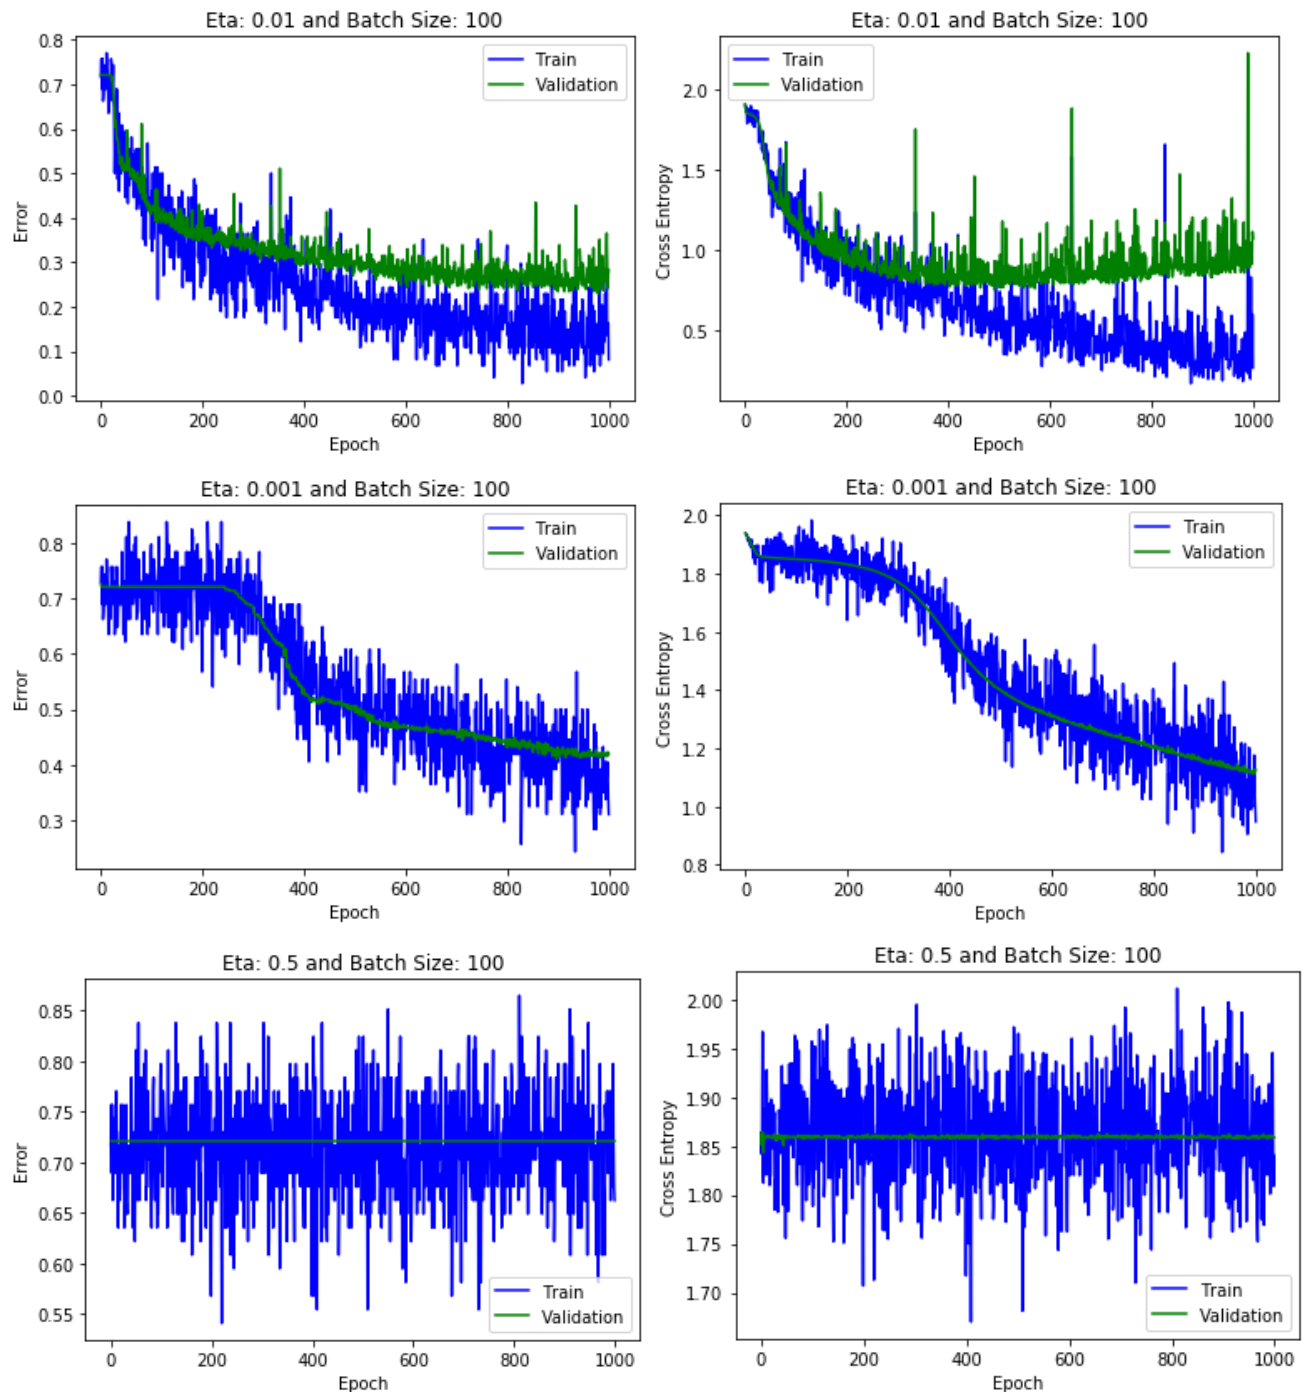 Eta: 0.01 and Batch Size: 100
0.8
0.7
0.6
0.5
0.4
0.3
0.2
0.1
0.0
Error
Train
Validation
0 200 400 600 800 1000
Epoch
Eta: 0.01 and Batch Size: 100
2.0
1.5
1.0
0.5
Cross Entropy
Train
Validation
0 200 400 600 800 1000
Epoch
Eta: 0.001 and Batch Size: 100
0.8
0.7
0.6
0.5
0.4
0.3
Error
Train
Validation
0 200 400 600 800 1000
Epoch
Eta: 0.001 and Batch Size: 100
2.0
1.8
1.6
1.4
1.2
1.0
0.8
Cross Entropy
Train
Validation
0 200 400 600 800 1000
Epoch
Eta: 0.5 and Batch Size: 100
0.85
0.80
0.75
0.70
0.65
0.60
0.55
Error
Train
Validation
0 200 400 600 800 1000
Epoch
Eta: 0.5 and Batch Size: 100
2.00
1.95
1.90
1.85
1.80
1.75
1.70
Cross Entropy
Train
Validation
0 200 400 600 800 1000
Epoch